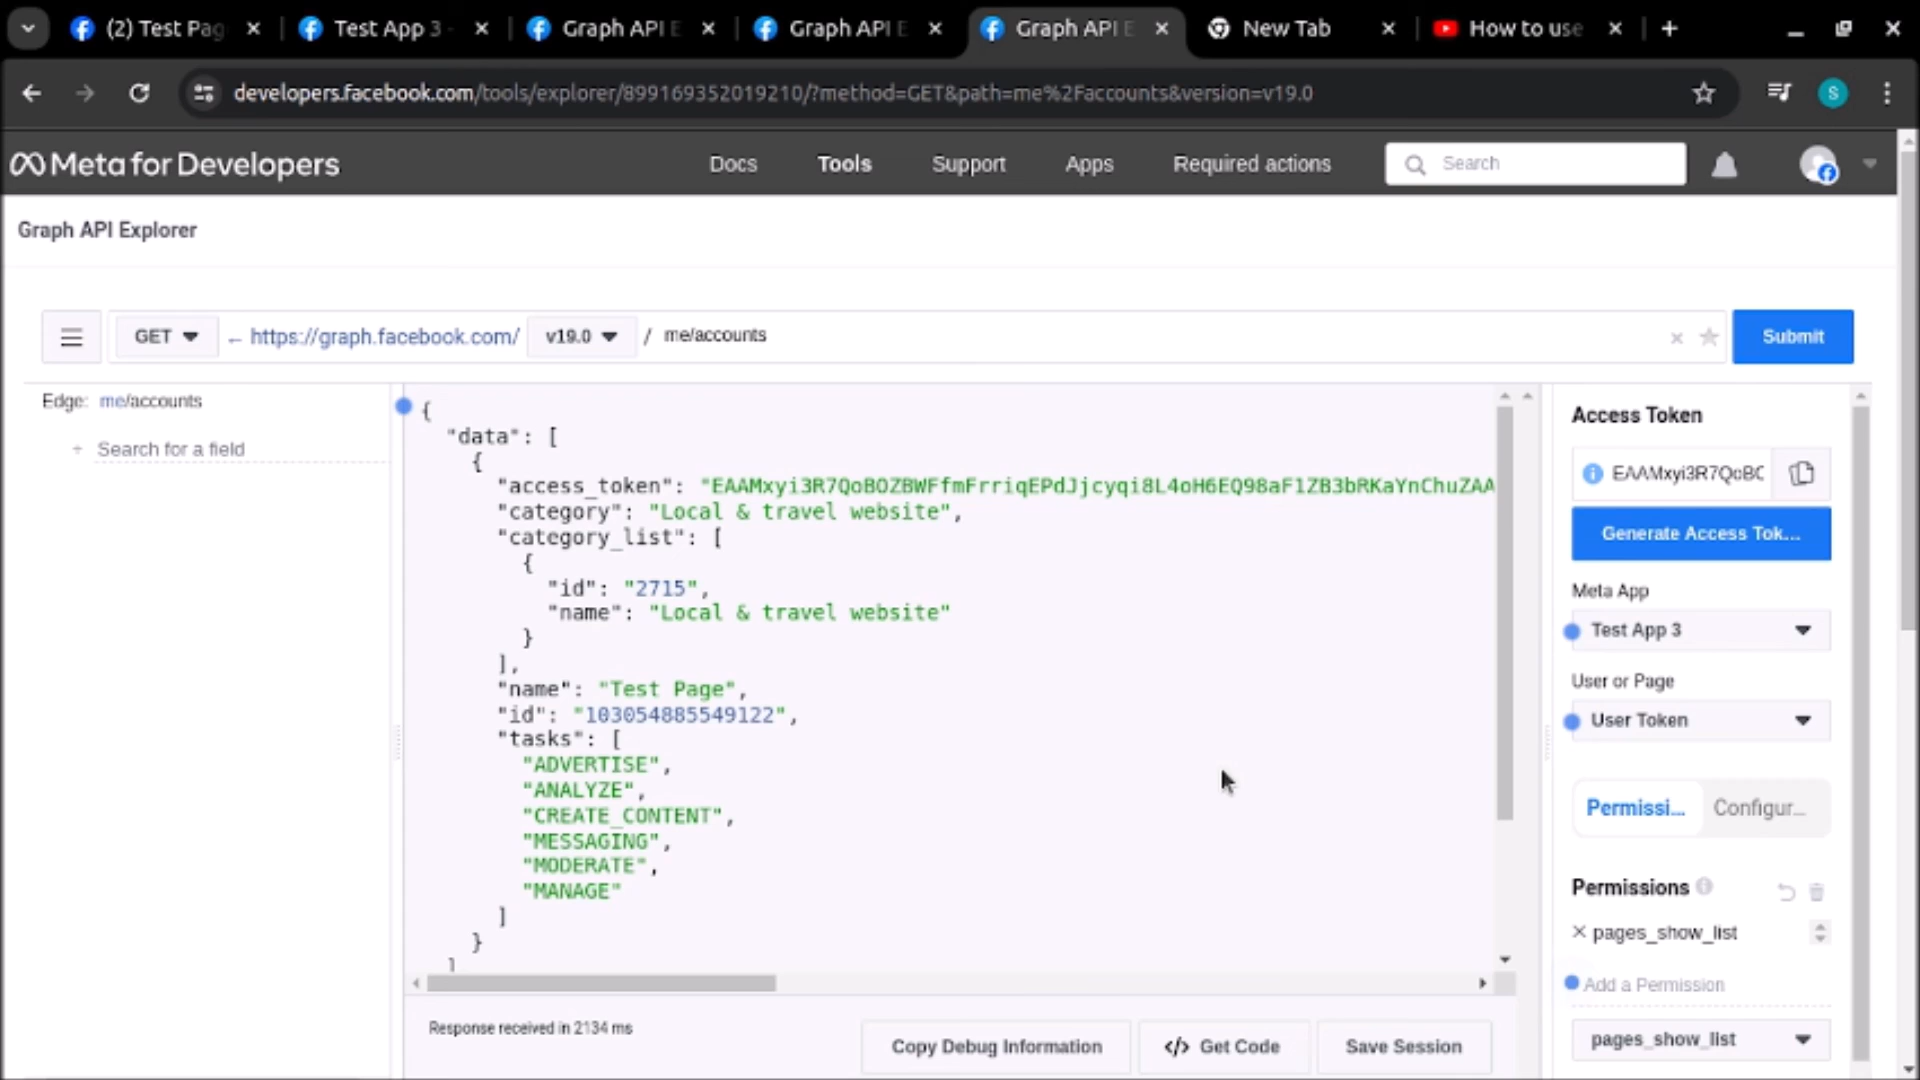 (2) Test Pag
Test App 3 -
Graph API E
Graph API E
Graph API E
New Tab
How to use
developers.facebook.com/tools/explorer/899169352019210/?method=GET&path=me%2Faccounts&version=v19.0
S
Meta for Developers
Docs
Tools
Support
Apps
Required actions
Search
Graph API Explorer
GET
← https://graph.facebook.com/
v19.0
/ me/accounts
Submit
Edge: me/accounts
+ Search for a field
{
"data": [
{
"access_token": "EAAMxyi3R7QoBOZBWFfmFrriqEPdJjcyqi8L4oH6EQ98aF1ZB3bRKaYnChuZAA
"category": "Local & travel website",
"category_list": [
{
"id": "2715",
"name": "Local & travel website"
}
],
"name": "Test Page",
"id": "103054885549122",
"tasks": [
"ADVERTISE",
"ANALYZE",
"CREATE_CONTENT",
"MESSAGING",
"MODERATE",
"MANAGE"
]
}
]
Response received in 2134 ms
Copy Debug Information
</> Get Code
Save Session
Access Token
EAAMxyi3R7QoBO
Generate Access Tok...
Meta App
Test App 3
User or Page
User Token
Permissi...
Configur...
Permissions
× pages_show_list
Add a Permission
pages_show_list